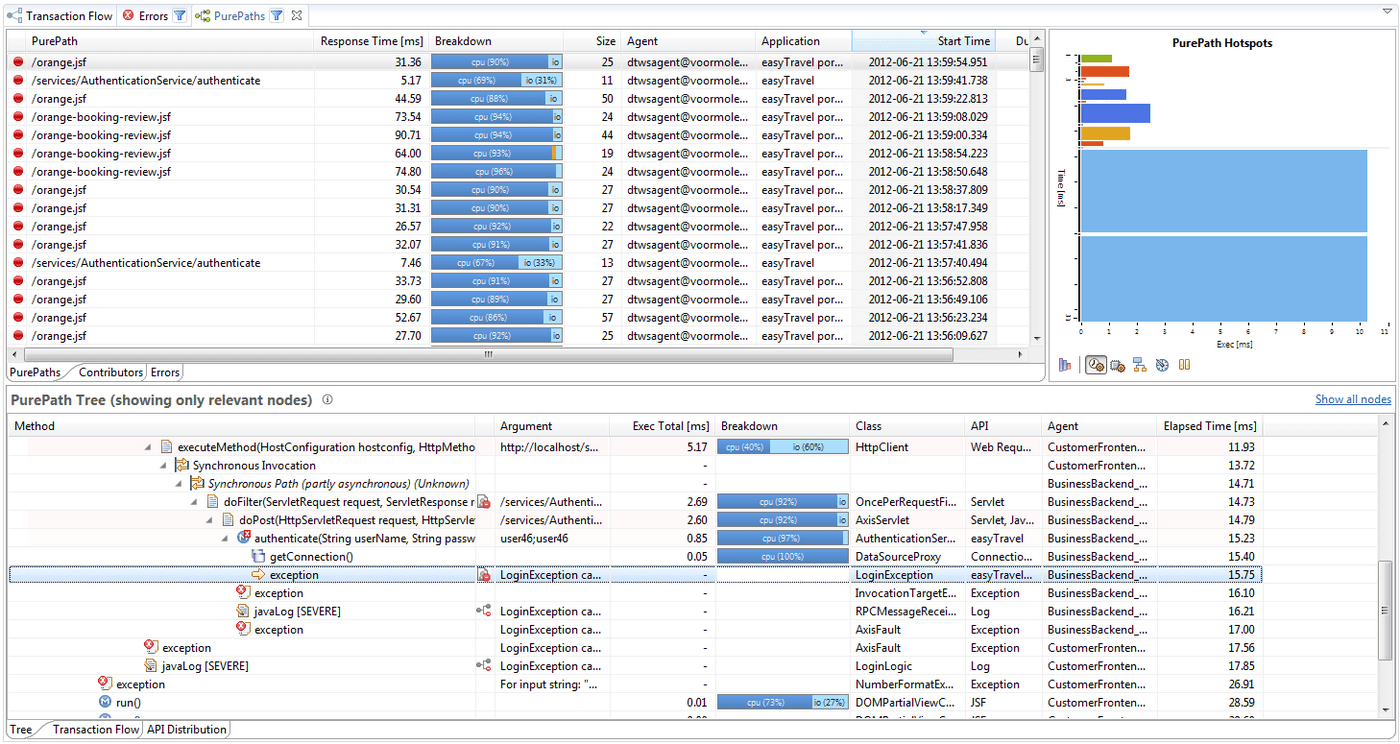 Transaction Flow Errors PurePaths
PurePath Response Time [ms] Breakdown Size Agent Application Start Time Du
/orange.jsf 31.36 cpu (90%) io 25 dtwsagent@voormole... easyTravel por... 2012-06-21 13:59:54.951
/services/AuthenticationService/authenticate 5.17 cpu (69%) io (31%) 11 dtwsagent@voormole... easyTravel 2012-06-21 13:59:41.738
/orange.jsf 44.59 cpu (88%) io 50 dtwsagent@voormole... easyTravel por... 2012-06-21 13:59:22.813
/orange-booking-review.jsf 73.54 cpu (94%) io 24 dtwsagent@voormole... easyTravel por... 2012-06-21 13:59:08.029
/orange-booking-review.jsf 90.71 cpu (94%) io 44 dtwsagent@voormole... easyTravel por... 2012-06-21 13:59:00.334
/orange-booking-review.jsf 64.00 cpu (93%) 19 dtwsagent@voormole... easyTravel por... 2012-06-21 13:58:54.223
/orange-booking-review.jsf 74.80 cpu (96%) 24 dtwsagent@voormole... easyTravel por... 2012-06-21 13:58:50.648
/orange.jsf 30.54 cpu (90%) io 27 dtwsagent@voormole... easyTravel por... 2012-06-21 13:58:37.809
/orange.jsf 31.31 cpu (90%) io 27 dtwsagent@voormole... easyTravel por... 2012-06-21 13:58:17.349
/orange.jsf 26.57 cpu (92%) io 22 dtwsagent@voormole... easyTravel por... 2012-06-21 13:57:47.958
/orange.jsf 32.07 cpu (91%) io 27 dtwsagent@voormole... easyTravel por... 2012-06-21 13:57:41.836
/services/AuthenticationService/authenticate 7.46 cpu (67%) io (33%) 13 dtwsagent@voormole... easyTravel 2012-06-21 13:57:40.494
/orange.jsf 33.73 cpu (91%) io 27 dtwsagent@voormole... easyTravel por... 2012-06-21 13:56:52.808
/orange.jsf 29.60 cpu (89%) io 27 dtwsagent@voormole... easyTravel por... 2012-06-21 13:56:49.106
/orange.jsf 52.67 cpu (86%) io 57 dtwsagent@voormole... easyTravel por... 2012-06-21 13:56:23.234
/orange.jsf 27.70 cpu (92%) io 25 dtwsagent@voormole... easyTravel por... 2012-06-21 13:56:09.627
PurePaths Contributors Errors
PurePath Hotspots
Time [ms]
0 1 2 3 4 5 6 7 8 9 10 11
Exec [ms]
PurePath Tree (showing only relevant nodes) Show all nodes
Method Argument Exec Total [ms] Breakdown Class API Agent Elapsed Time [ms]
executeMethod(HostConfiguration hostconfig, HttpMetho http://localhost/s... 5.17 cpu (40%) io (60%) HttpClient Web Requ... CustomerFronten... 11.93
Synchronous Invocation - CustomerFronten... 13.72
Synchronous Path (partly asynchronous) (Unknown) - BusinessBackend_... 14.71
doFilter(ServletRequest request, ServletResponse r /services/Authenti... 2.69 cpu (92%) io OncePerRequestFi... Servlet BusinessBackend_... 14.73
doPost(HttpServletRequest request, HttpServlet /services/Authenti... 2.60 cpu (92%) io AxisServlet Servlet, Jav... BusinessBackend_... 14.79
authenticate(String userName, String passw user46;user46 0.85 cpu (97%) AuthenticationSer... easyTravel BusinessBackend_... 15.23
getConnection() 0.05 cpu (100%) DataSourceProxy Connectio... BusinessBackend_... 15.40
exception LoginException ca... - LoginException easyTravel... BusinessBackend_... 15.75
exception - InvocationTargetE... Exception BusinessBackend_... 16.10
javaLog [SEVERE] LoginException ca... - RPCMessageRecei... Log BusinessBackend_... 16.21
exception LoginException ca... - AxisFault Exception BusinessBackend_... 17.00
exception LoginException ca... - AxisFault Exception CustomerFronten... 17.56
javaLog [SEVERE] LoginException ca... - LoginLogic Log CustomerFronten... 17.85
exception For input string: "... - NumberFormatEx... Exception CustomerFronten... 26.91
run() 0.01 cpu (73%) io (27%) DOMPartialViewC... JSF CustomerFronten... 28.59
Tree Transaction Flow API Distribution